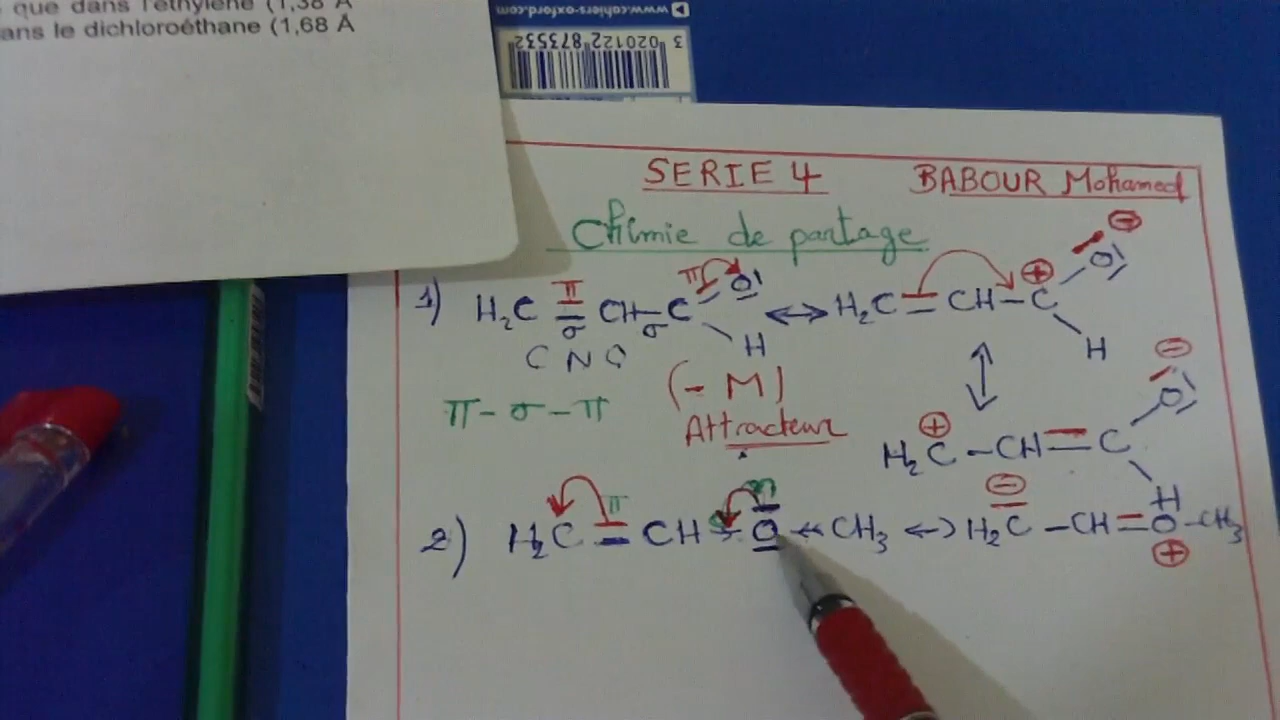 que dans l'éthylène (1,38 Å
ans le dichloroéthane (1,68 Å
www.cahiers-oxford.com
3 020122 873532
SERIE 4
BABOUR Mohamed
Chimie de partage
1) H₂C = CH - C = O ↔ H₂C = CH - C - O
π σ σ π ⊕ ⊖
H H
C N O
π - σ - π
(- M)
Attracteur
⊕ ⊖
H₂C - CH = C - O
H
2) H₂C = CH - O ← CH₃ ↔ H₂C - CH = O - CH₃
π σ n ⊖ ⊕